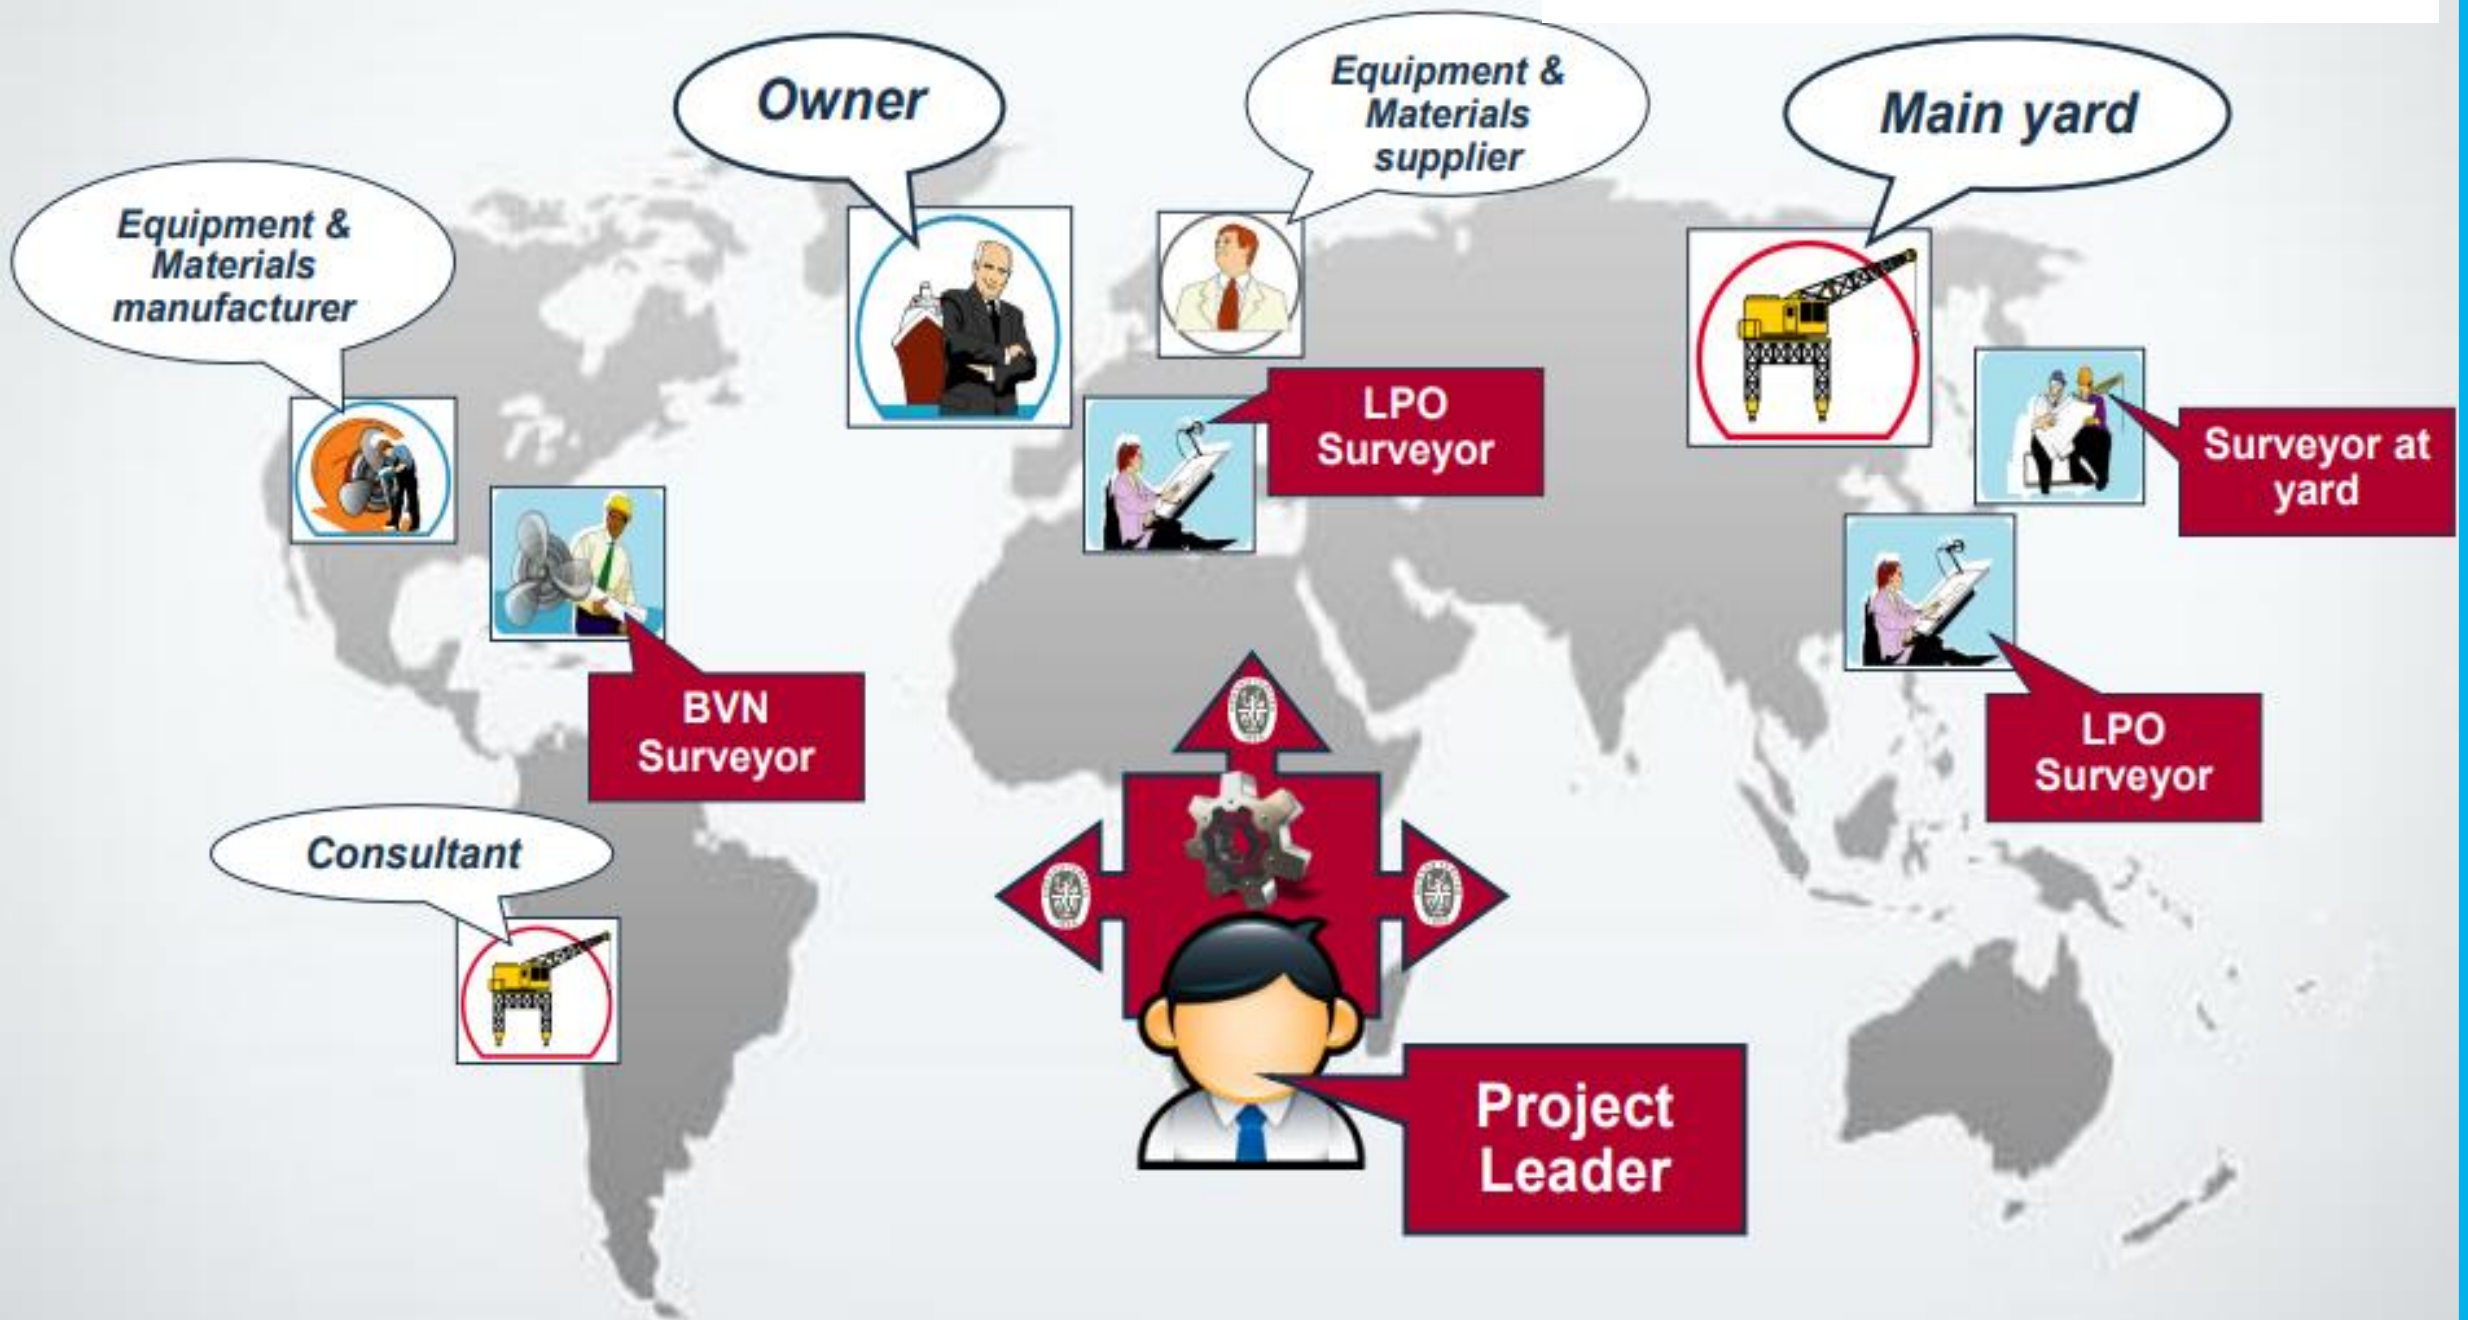 Owner
Equipment &
Materials
supplier
Main yard
Equipment &
Materials
manufacturer
LPO
Surveyor
Surveyor at
yard
BVN
Surveyor
LPO
Surveyor
Consultant
Project
Leader